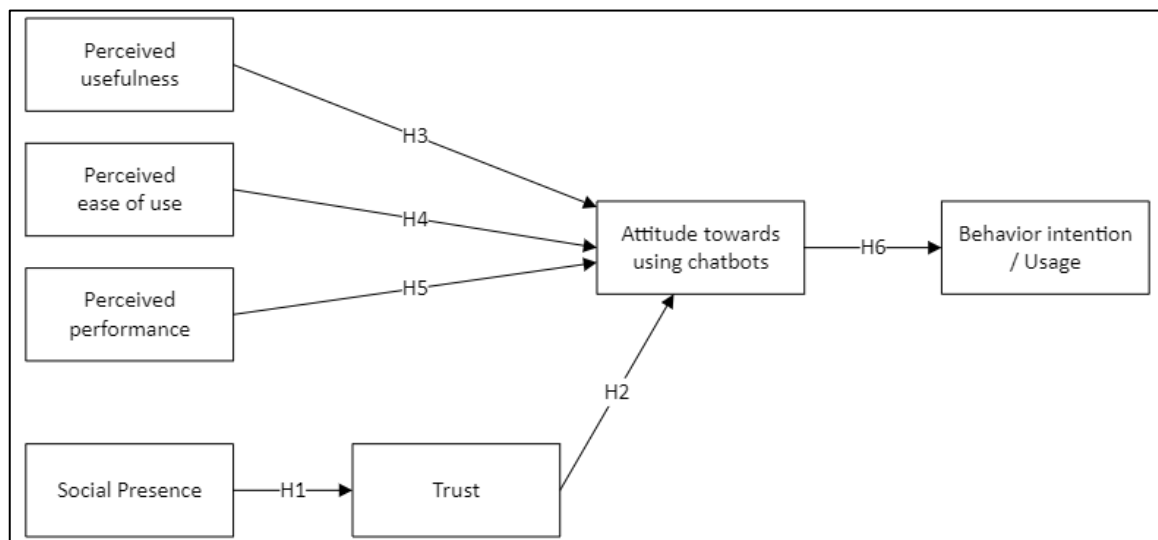 Perceived
usefulness
H3
Perceived
ease of use
H4
Attitude towards
using chatbots
H6
Behavior intention
/ Usage
Perceived
performance
H5
H2
Social Presence
H1
Trust